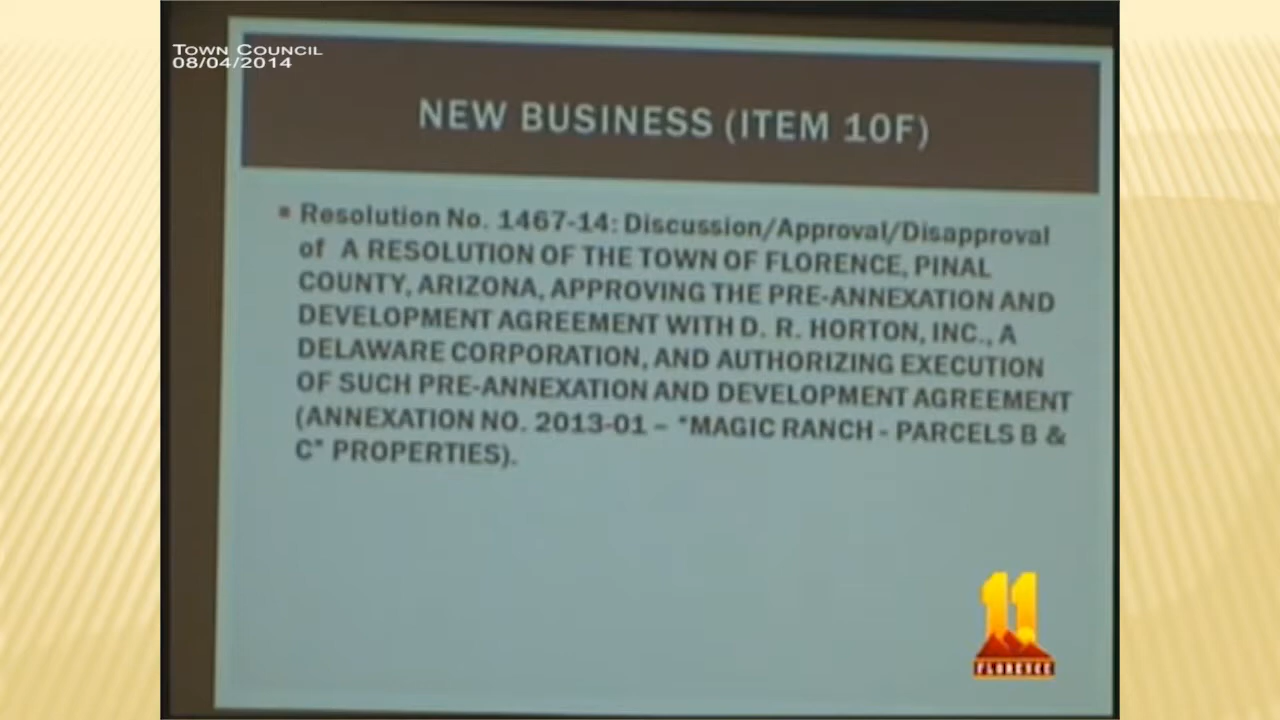 TOWN COUNCIL
08/04/2014
NEW BUSINESS (ITEM 10F)
▪ Resolution No. 1467-14: Discussion/Approval/Disapproval
of A RESOLUTION OF THE TOWN OF FLORENCE, PINAL
COUNTY, ARIZONA, APPROVING THE PRE-ANNEXATION AND
DEVELOPMENT AGREEMENT WITH D. R. HORTON, INC., A
DELAWARE CORPORATION, AND AUTHORIZING EXECUTION
OF SUCH PRE-ANNEXATION AND DEVELOPMENT AGREEMENT
(ANNEXATION NO. 2013-01 – "MAGIC RANCH - PARCELS B &
C" PROPERTIES).
11
FLORENCE